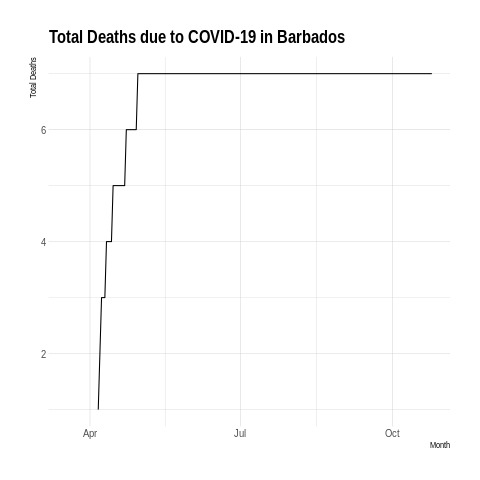 Total Deaths due to COVID-19 in Barbados
Total Deaths
6
4
2
Apr
Jul
Oct
Month